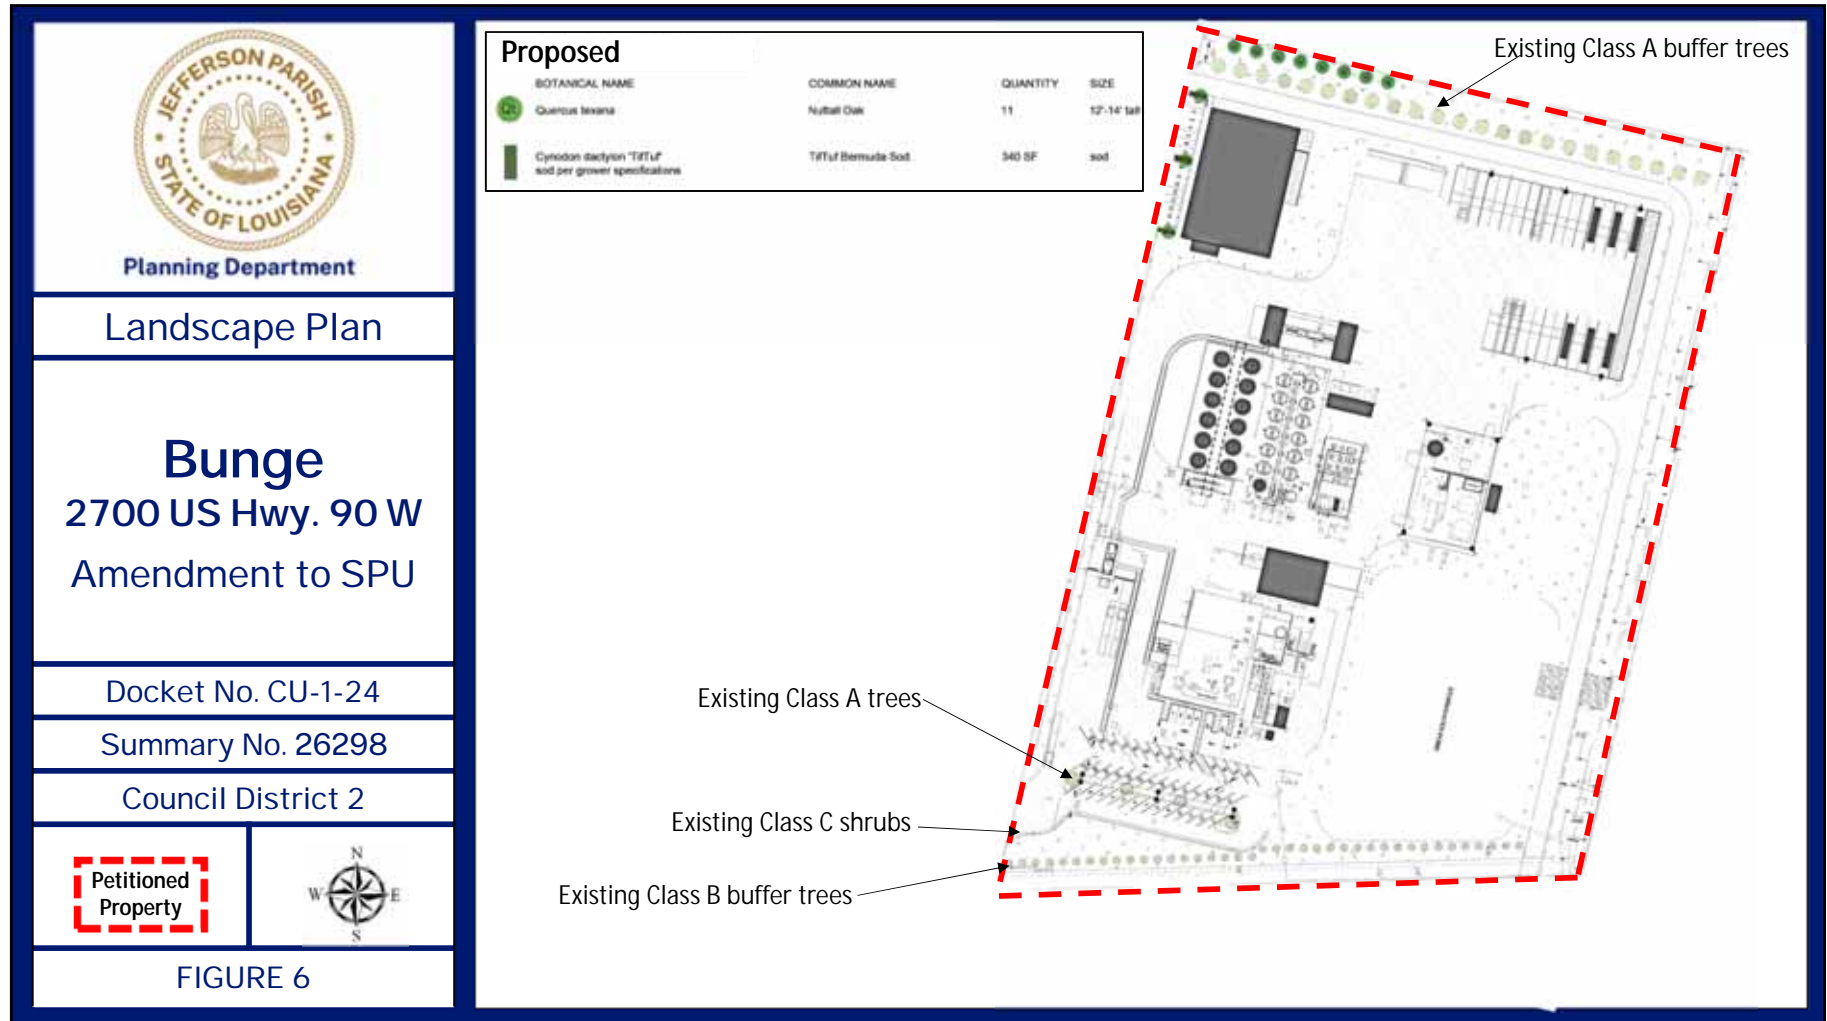 JEFFERSON PARISH
STATE OF LOUISIANA
Planning Department
Landscape Plan
Bunge
2700 US Hwy. 90 W
Amendment to SPU
Docket No. CU-1-24
Summary No. 26298
Council District 2
Petitioned
Property
N
W E
S
FIGURE 6
Proposed
BOTANICAL NAME COMMON NAME QUANTITY SIZE
Quercus texana Nuttall Oak 11 12'-14' tall
Cynodon dactylon "TifTuf" TifTuf Bermuda Sod 340 SF sod
sod per grower specifications
Existing Class A buffer trees
Existing Class A trees
Existing Class C shrubs
Existing Class B buffer trees